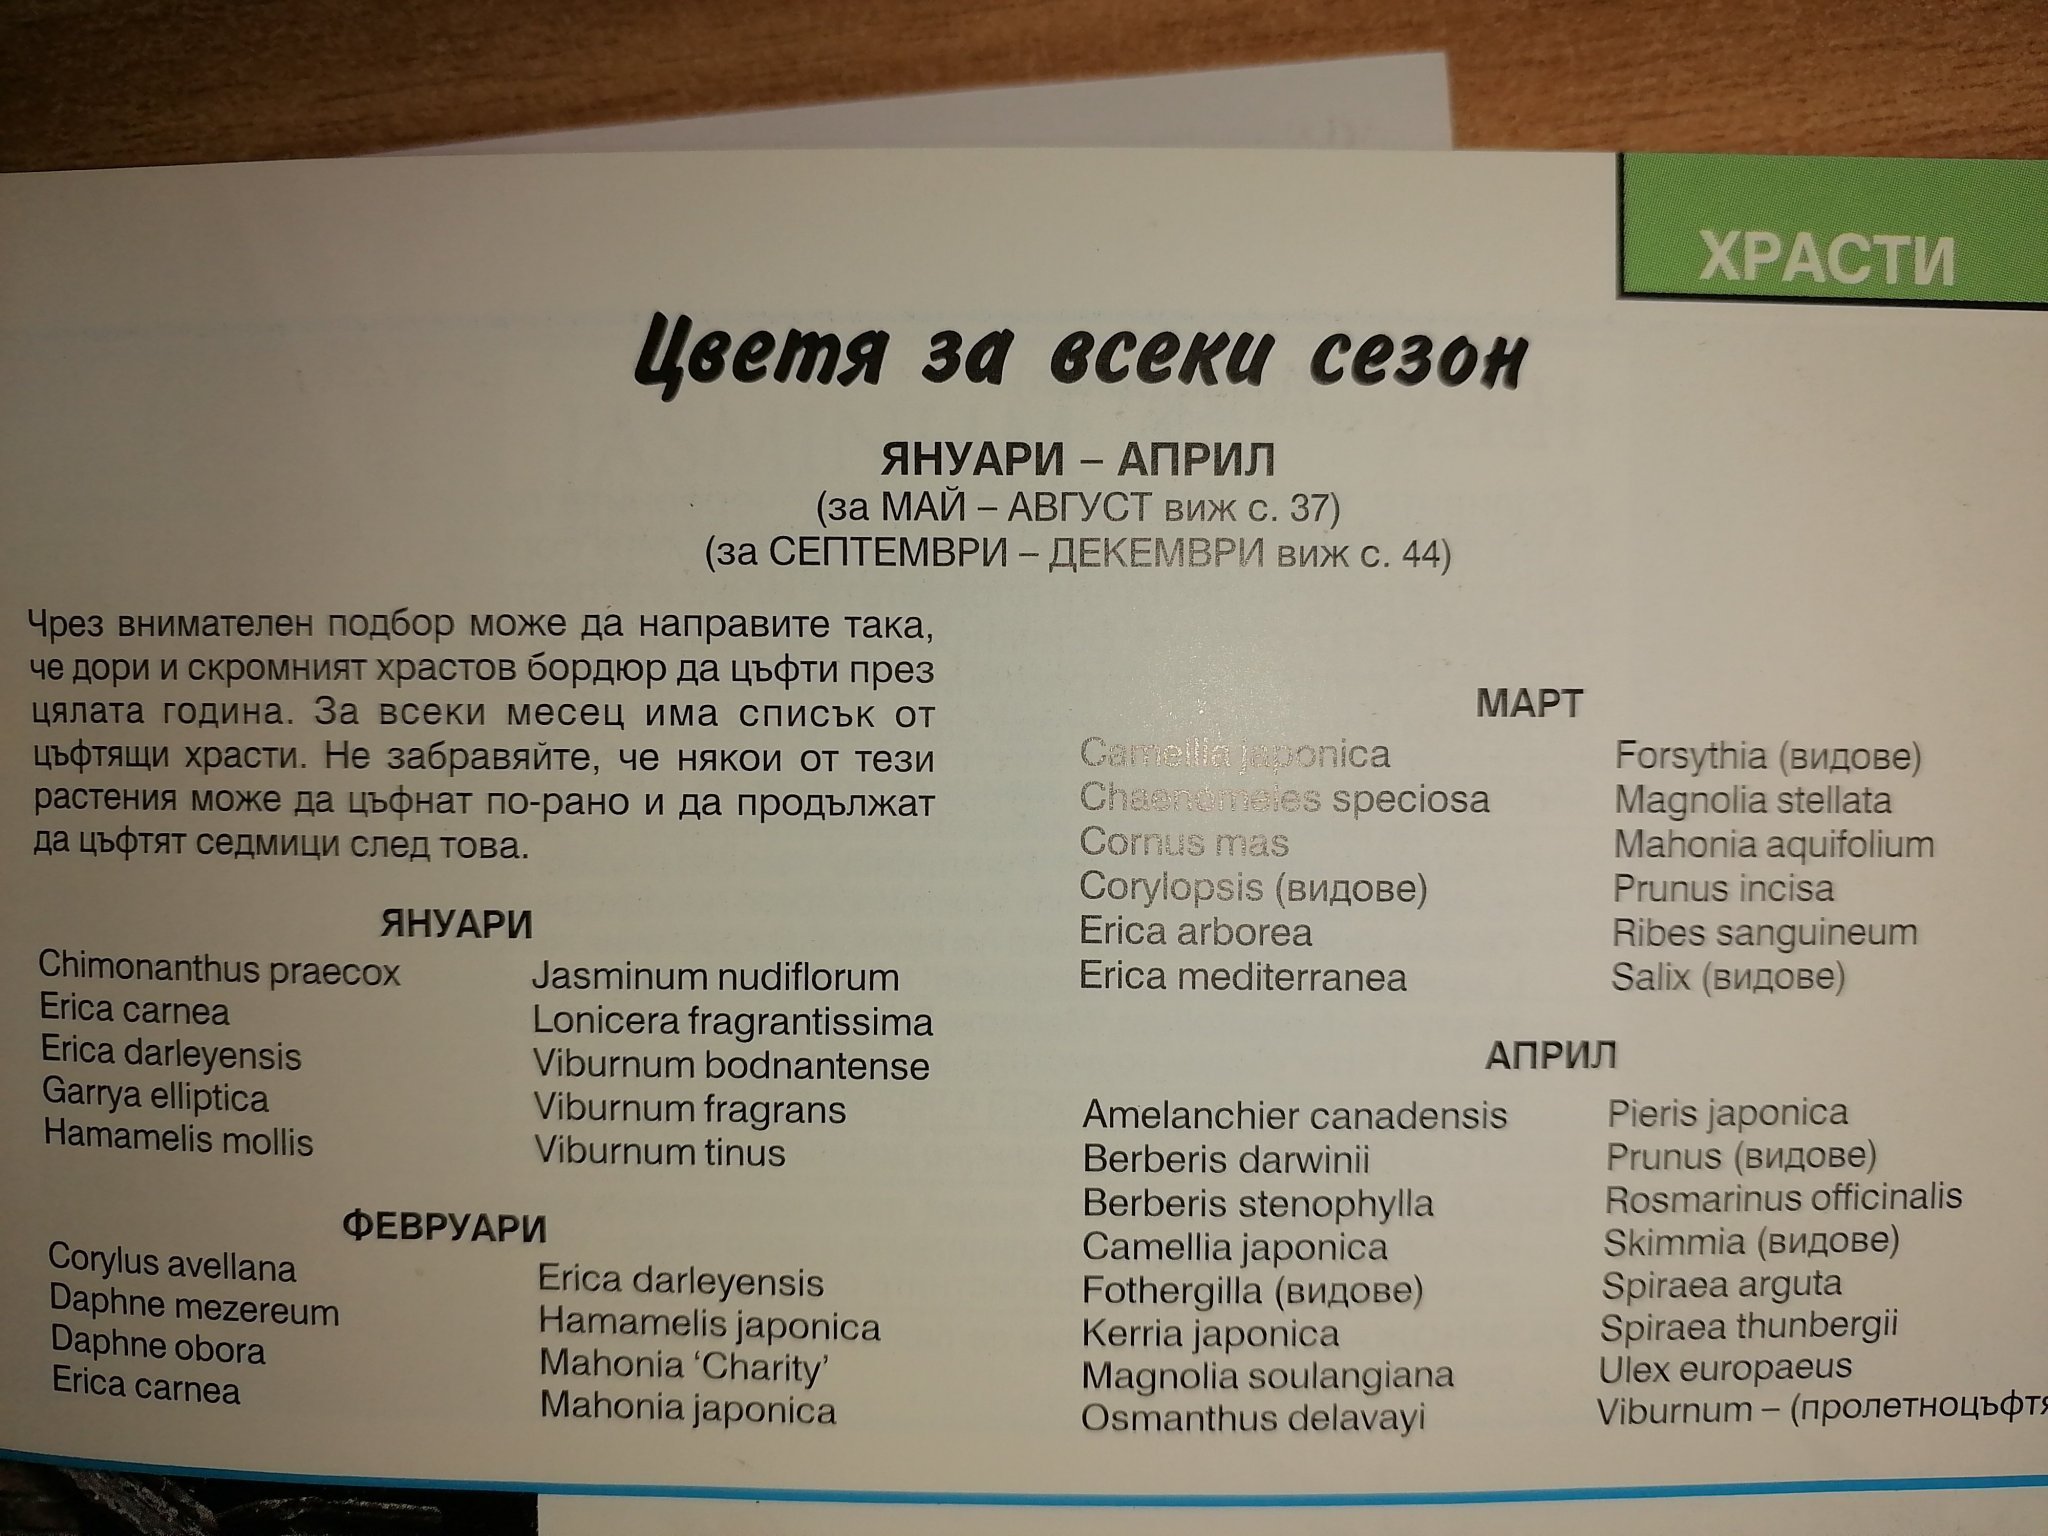 ХРАСТИ
Цветя за всеки сезон
ЯНУАРИ – АПРИЛ
(за МАЙ – АВГУСТ виж с. 37)
(за СЕПТЕМВРИ – ДЕКЕМВРИ виж с. 44)
Чрез внимателен подбор може да направите така,
че дори и скромният храстов бордюр да цъфти през
цялата година. За всеки месец има списък от
цъфтящи храсти. Не забравяйте, че някои от тези
растения може да цъфнат по-рано и да продължат
да цъфтят седмици след това.
ЯНУАРИ
Chimonanthus praecox
Erica carnea
Erica darleyensis
Garrya elliptica
Hamamelis mollis
Jasminum nudiflorum
Lonicera fragrantissima
Viburnum bodnantense
Viburnum fragrans
Viburnum tinus
ФЕВРУАРИ
Corylus avellana
Daphne mezereum
Daphne obora
Erica carnea
Erica darleyensis
Hamamelis japonica
Mahonia ‘Charity’
Mahonia japonica
МАРТ
Camellia japonica
Chaenomeles speciosa
Cornus mas
Corylopsis (видове)
Erica arborea
Erica mediterranea
Forsythia (видове)
Magnolia stellata
Mahonia aquifolium
Prunus incisa
Ribes sanguineum
Salix (видове)
АПРИЛ
Amelanchier canadensis
Berberis darwinii
Berberis stenophylla
Camellia japonica
Fothergilla (видове)
Kerria japonica
Magnolia soulangiana
Osmanthus delavayi
Pieris japonica
Prunus (видове)
Rosmarinus officinalis
Skimmia (видове)
Spiraea arguta
Spiraea thunbergii
Ulex europaeus
Viburnum – (пролетноцъфтя